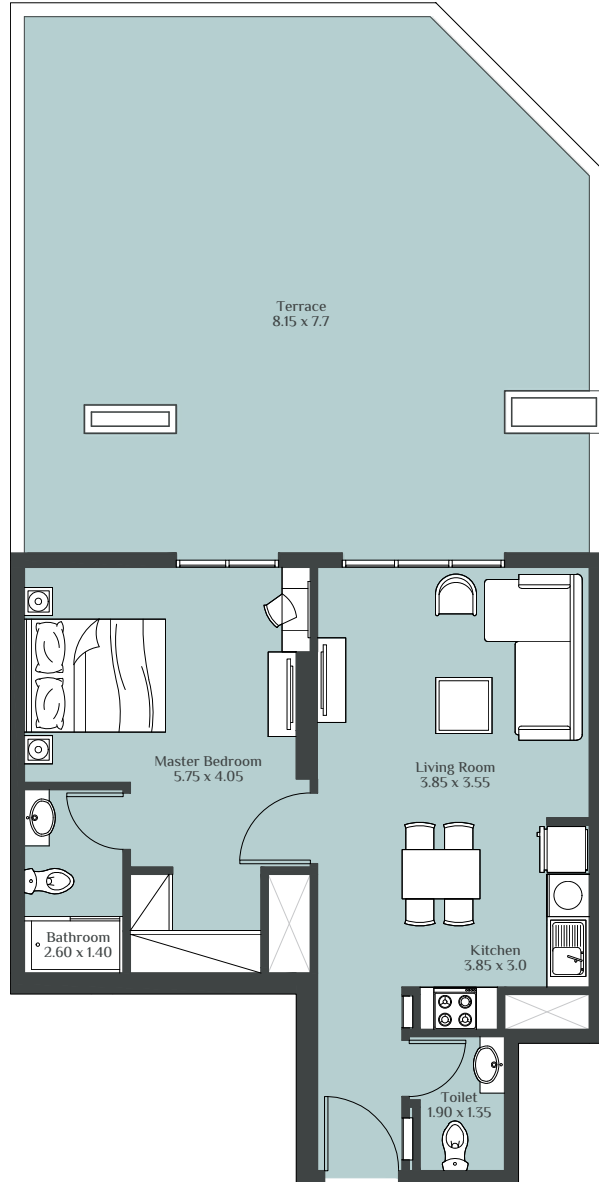 Terrace
8.15 x 7.7
Master Bedroom
5.75 x 4.05
Living Room
3.85 x 3.55
Bathroom
2.60 x 1.40
Kitchen
3.85 x 3.0
Toilet
1.90 x 1.35